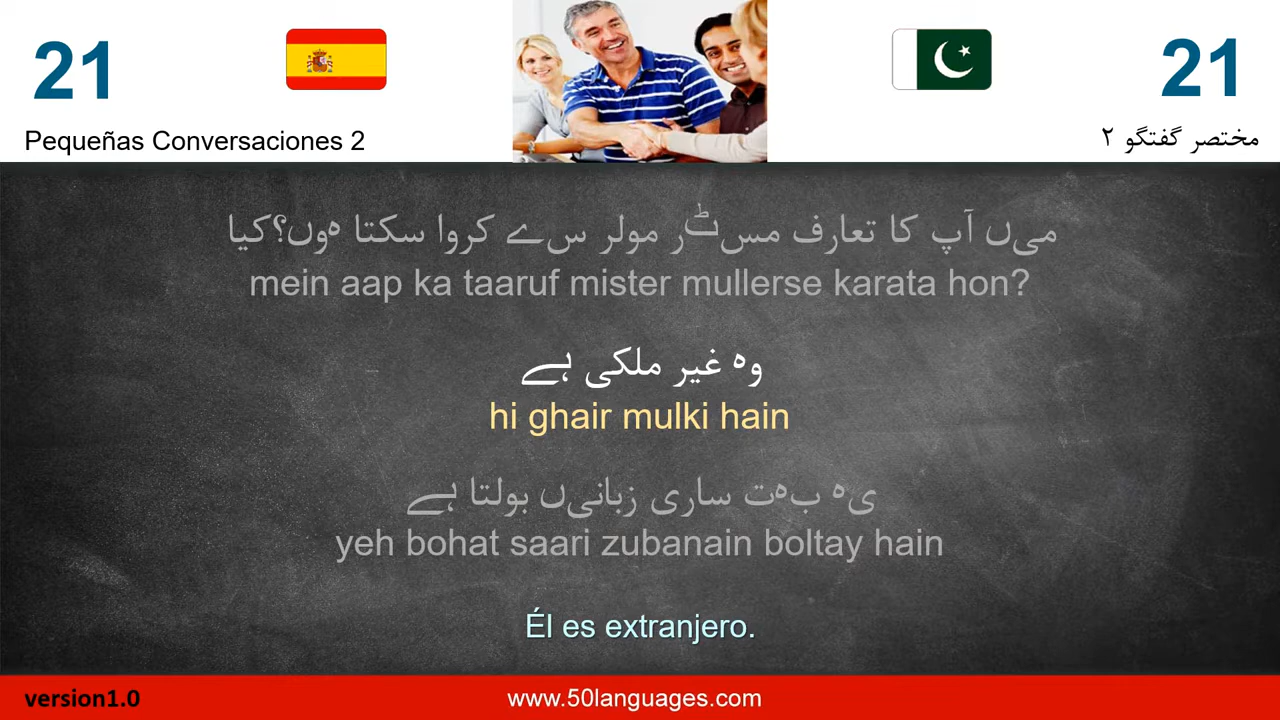 21
21
Pequeñas Conversaciones 2
مختصر گفتگو ۲
میں آپ کا تعارف مسٹر مولر سے کروا سکتا ہوں؟کیا
mein aap ka taaruf mister mullerse karata hon?
وہ غیر ملکی ہے
hi ghair mulki hain
یہ بہت ساری زبانیں بولتا ہے
yeh bohat saari zubanain boltay hain
Él es extranjero.
version1.0
www.50languages.com